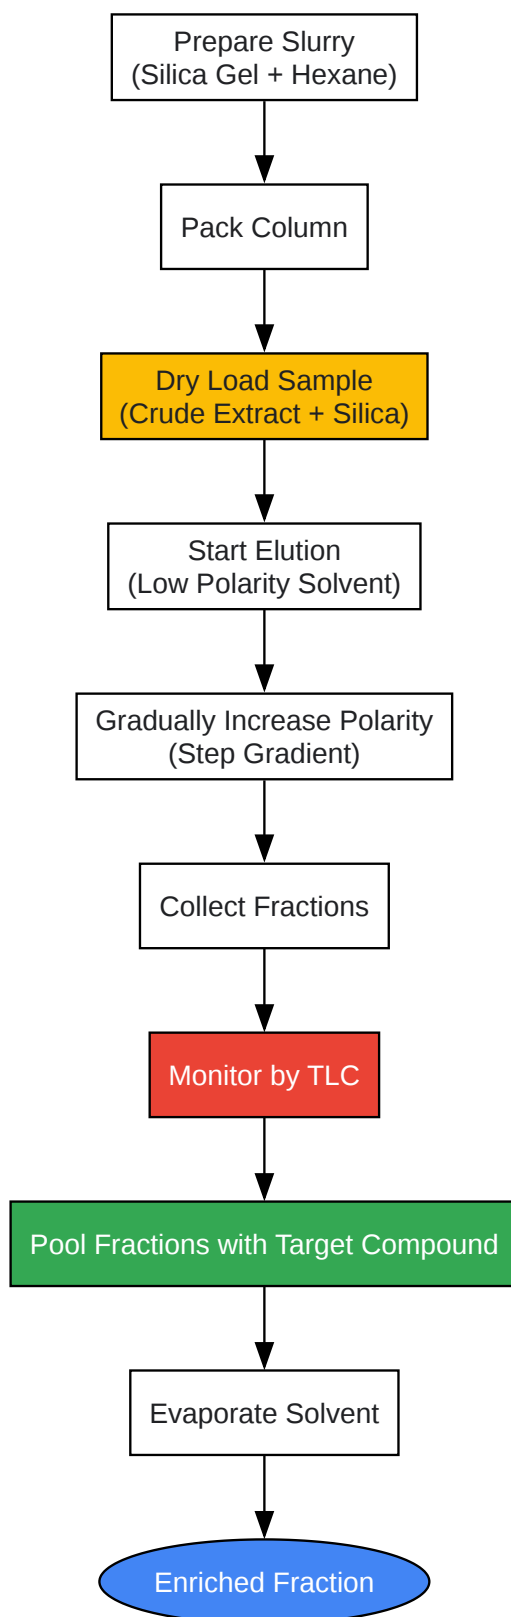 Prepare Slurry
(Silica Gel + Hexane)
Pack Column
Dry Load Sample
(Crude Extract + Silica)
Start Elution
(Low Polarity Solvent)
Gradually Increase Polarity
(Step Gradient)
Collect Fractions
Monitor by TLC
Pool Fractions with Target Compound
Evaporate Solvent
Enriched Fraction